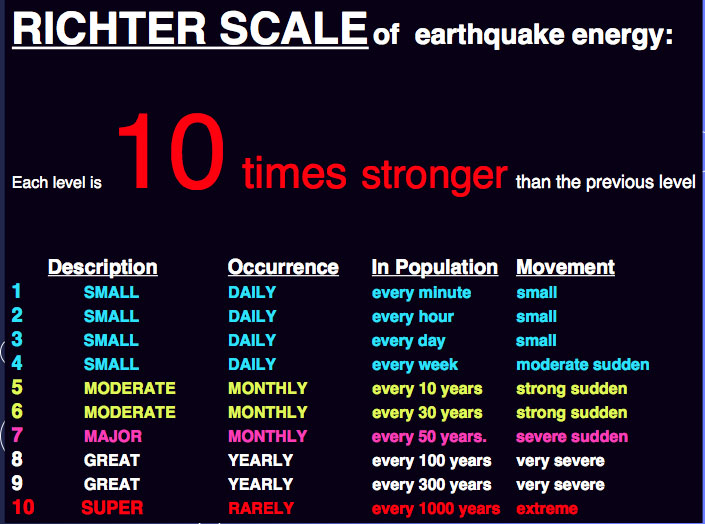 RICHTER SCALE of earthquake energy:
Each level is 10 times stronger than the previous level
Description Occurrence In Population Movement
1 SMALL DAILY every minute small
2 SMALL DAILY every hour small
3 SMALL DAILY every day small
4 SMALL DAILY every week moderate sudden
5 MODERATE MONTHLY every 10 years strong sudden
6 MODERATE MONTHLY every 30 years strong sudden
7 MAJOR MONTHLY every 50 years. severe sudden
8 GREAT YEARLY every 100 years very severe
9 GREAT YEARLY every 300 years very severe
10 SUPER RARELY every 1000 years extreme